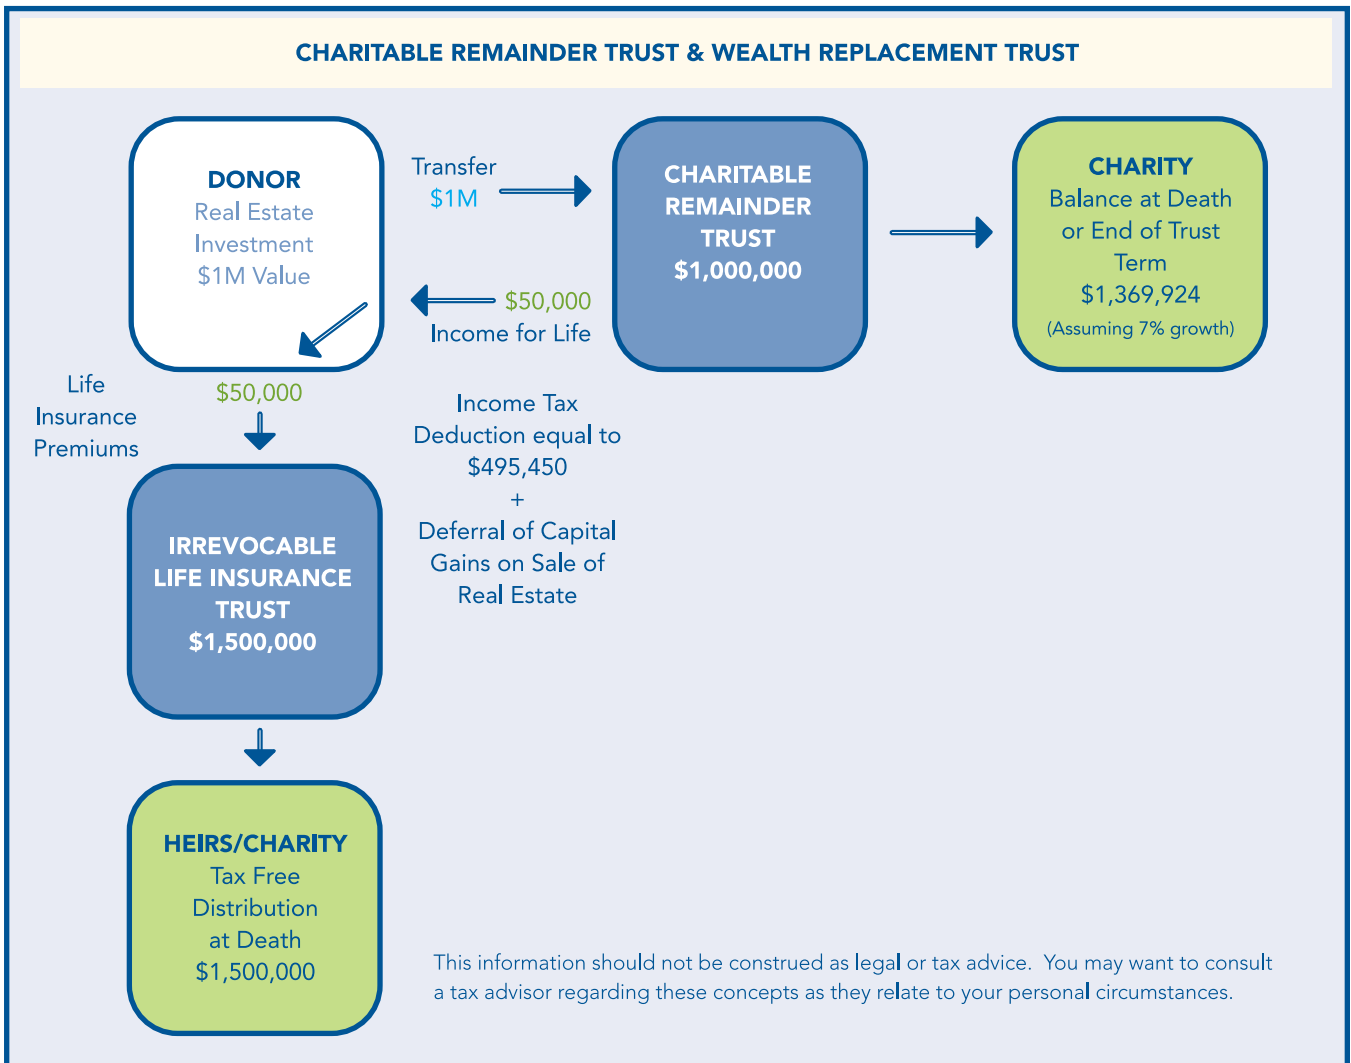 CHARITABLE REMAINDER TRUST & WEALTH REPLACEMENT TRUST
DONOR
Real Estate
Investment
$1M Value
Transfer
$1M
CHARITABLE
REMAINDER
TRUST
$1,000,000
CHARITY
Balance at Death
or End of Trust
Term
$1,369,924
(Assuming 7% growth)
$50,000
Income for Life
Life
Insurance
Premiums
$50,000
Income Tax
Deduction equal to
$495,450
+
Deferral of Capital
Gains on Sale of
Real Estate
IRREVOCABLE
LIFE INSURANCE
TRUST
$1,500,000
HEIRS/CHARITY
Tax Free
Distribution
at Death
$1,500,000
This information should not be construed as legal or tax advice.  You may want to consult
a tax advisor regarding these concepts as they relate to your personal circumstances.